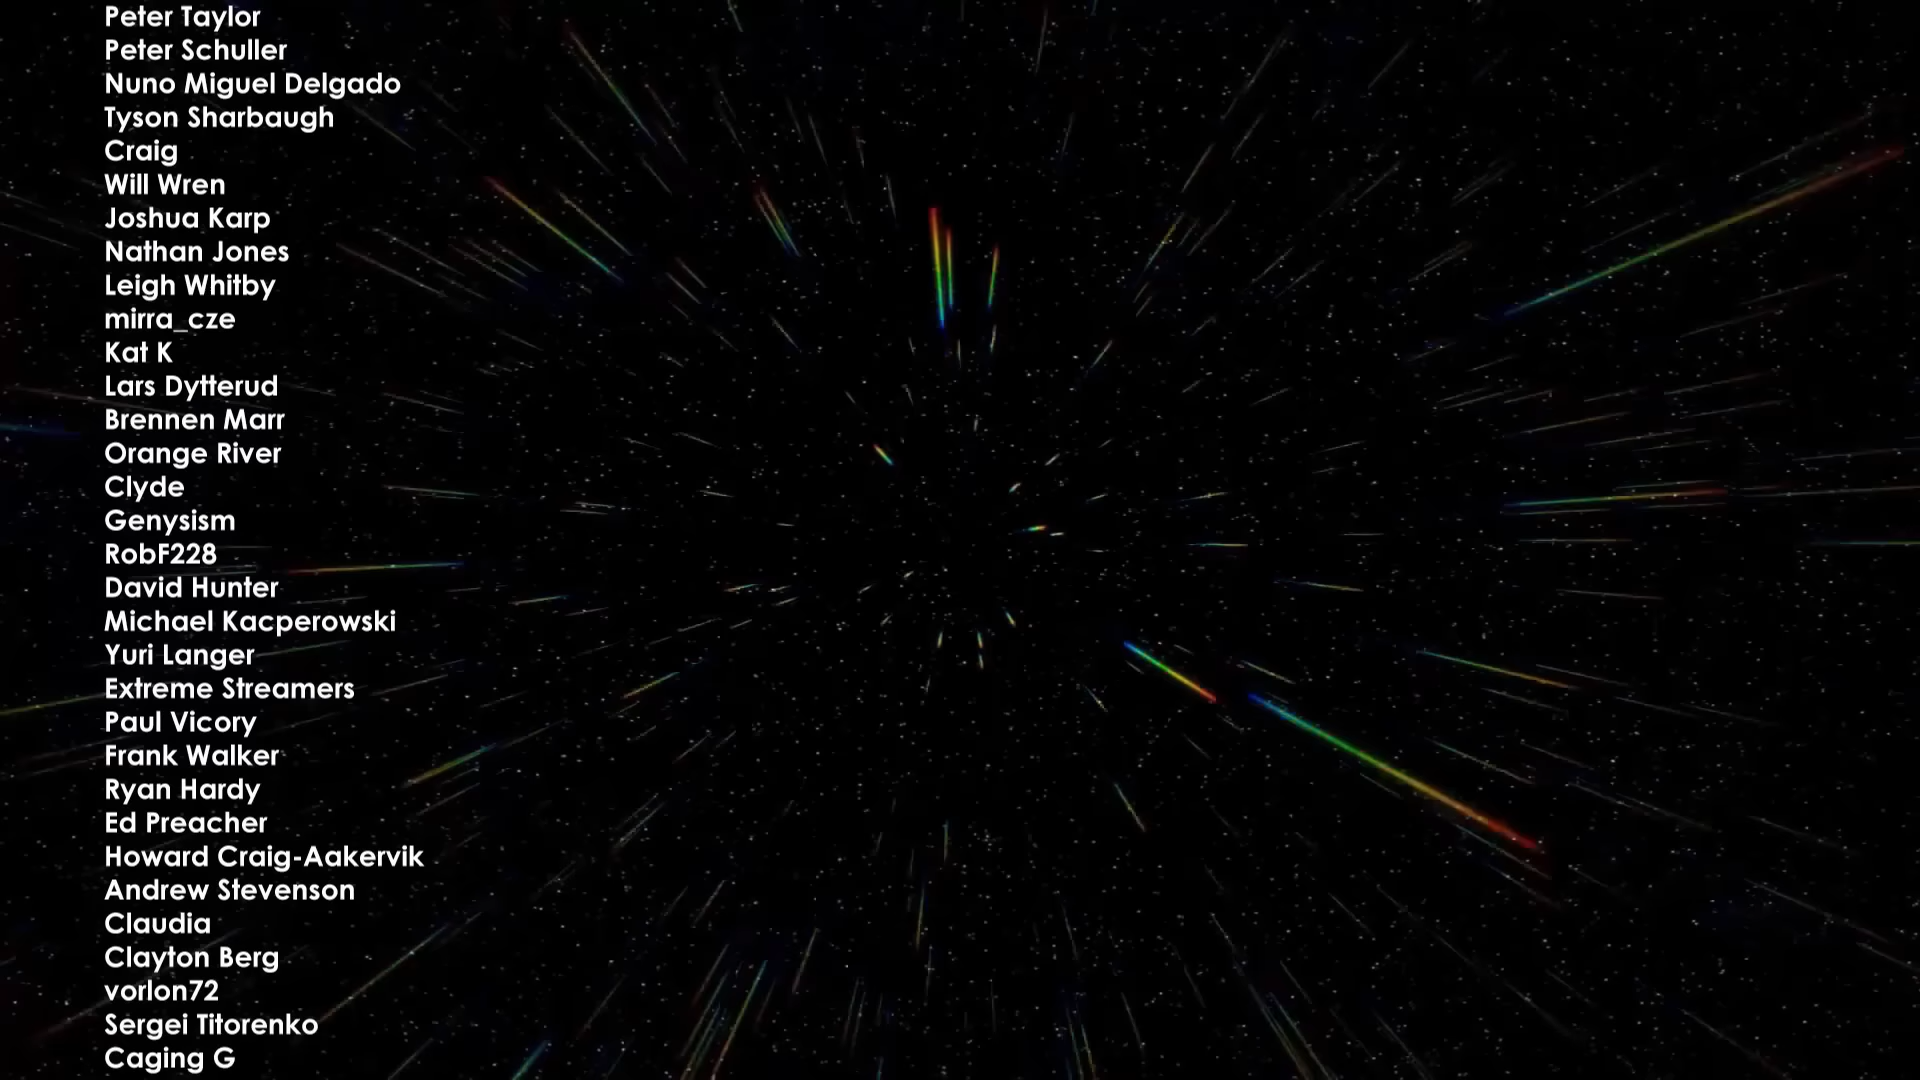 Peter Taylor
Peter Schuller
Nuno Miguel Delgado
Tyson Sharbaugh
Craig
Will Wren
Joshua Karp
Nathan Jones
Leigh Whitby
mirra_cze
Kat K
Lars Dytterud
Brennen Marr
Orange River
Clyde
Genysism
RobF228
David Hunter
Michael Kacperowski
Yuri Langer
Extreme Streamers
Paul Vicory
Frank Walker
Ryan Hardy
Ed Preacher
Howard Craig-Aakervik
Andrew Stevenson
Claudia
Clayton Berg
vorlon72
Sergei Titorenko
Caging G